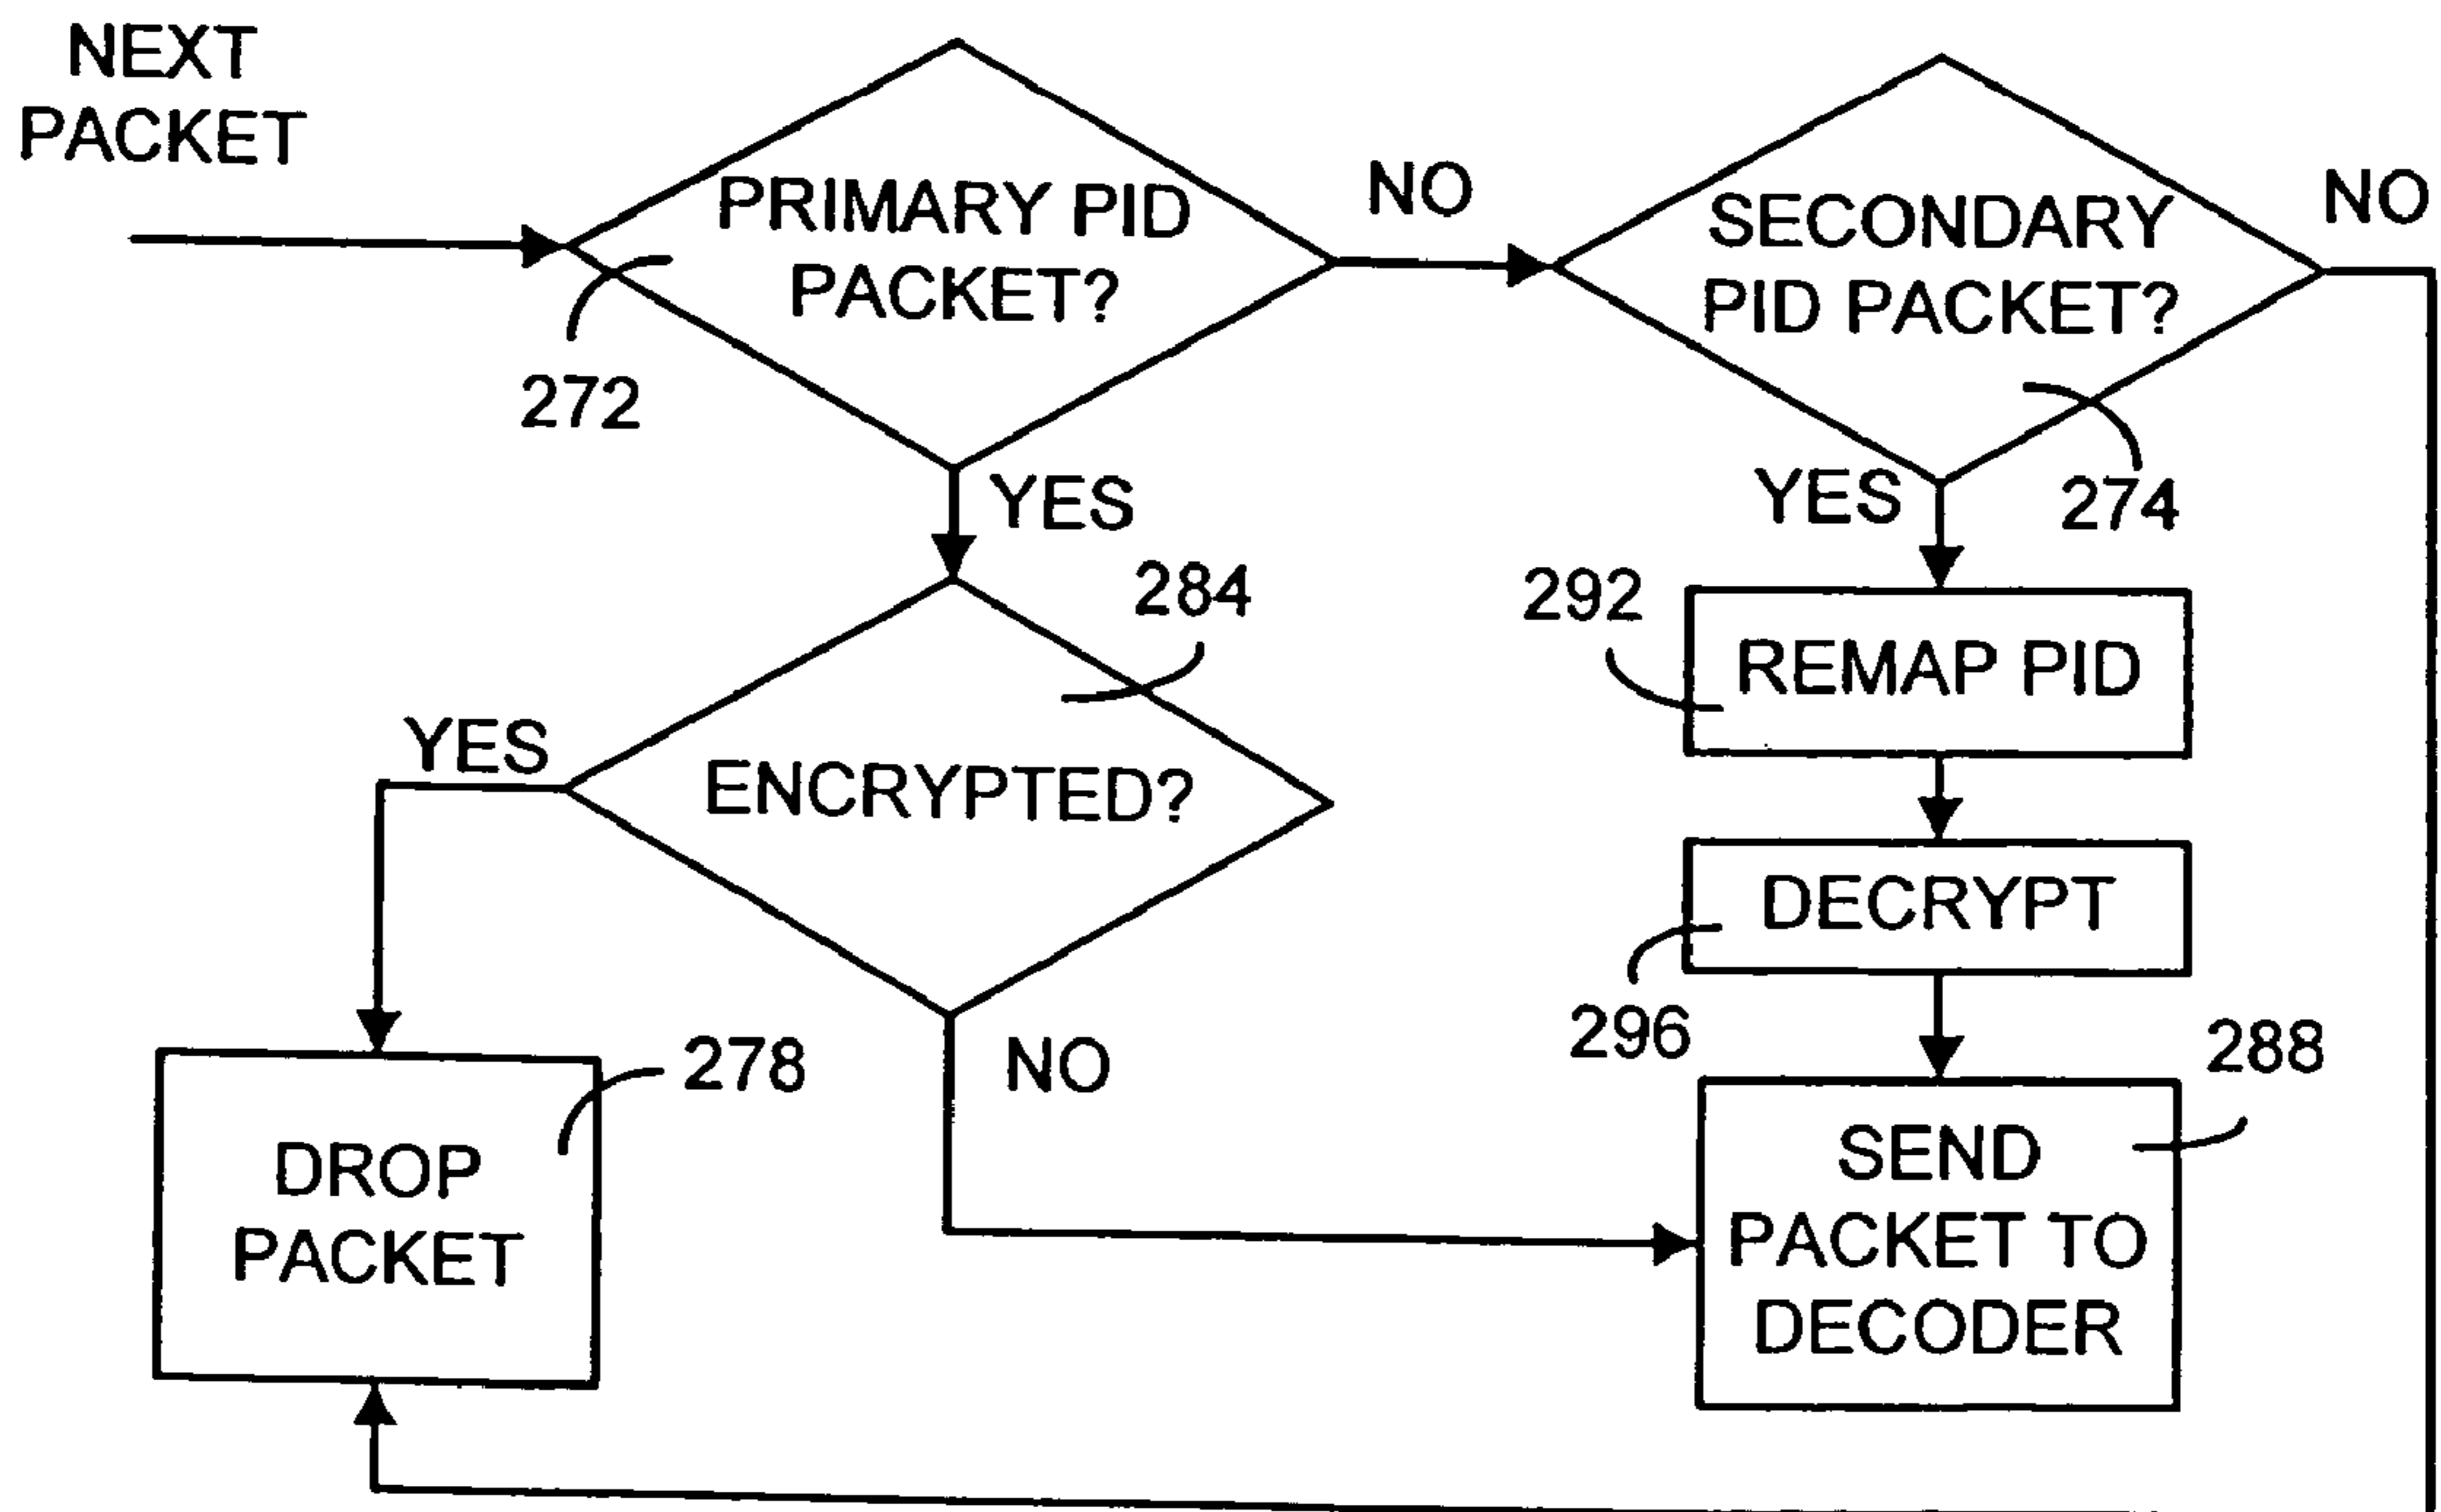 NEXT
PACKET
PRIMARY PID
PACKET?
272
NO
SECONDARY
PID PACKET?
274
NO
YES
YES
284
292
REMAP PID
YES
ENCRYPTED?
DECRYPT
296
278
NO
288
DROP
PACKET
SEND
PACKET TO
DECODER